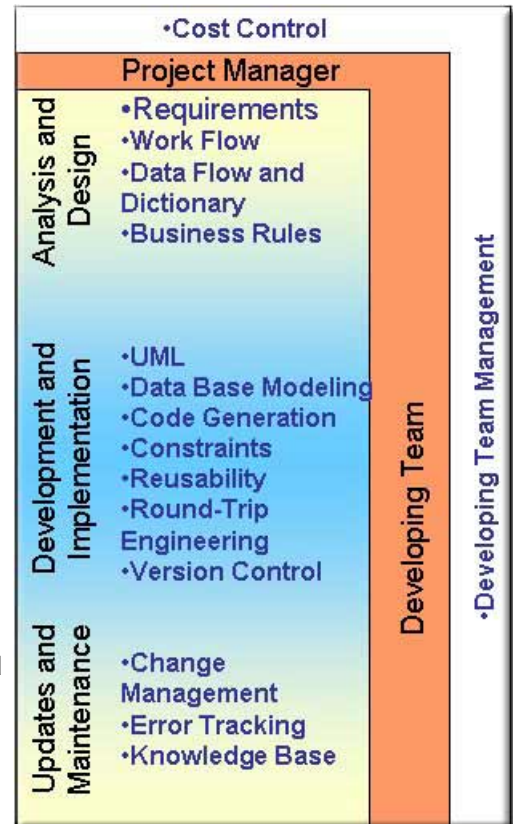 •Cost Control
Project Manager
Analysis and
Design
•Requirements
•Work Flow
•Data Flow and
Dictionary
•Business Rules
Development and
Implementation
•UML
•Data Base Modeling
•Code Generation
•Constraints
•Reusability
•Round-Trip
Engineering
•Version Control
Updates and
Maintenance
•Change
Management
•Error Tracking
•Knowledge Base
Developing Team
•Developing Team Management